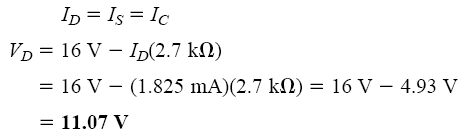 I_D = I_S = I_C
V_D = 16 V − I_D(2.7 kΩ)
= 16 V − (1.825 mA)(2.7 kΩ) = 16 V − 4.93 V
= 11.07 V